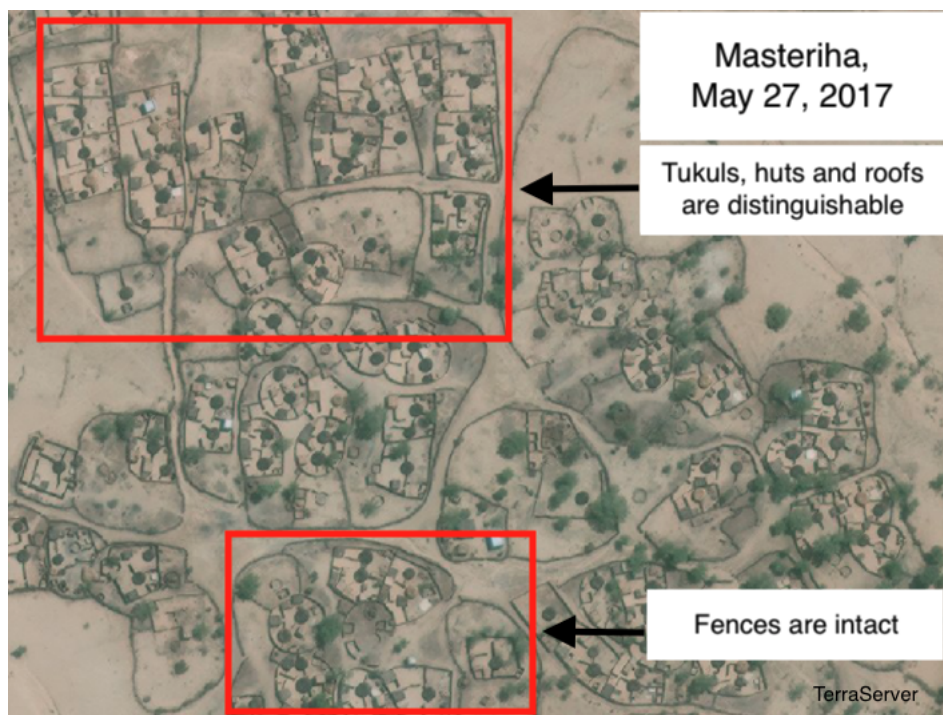 Masteriha,
May 27, 2017
Tukuls, huts and roofs
are distinguishable
Fences are intact
TerraServer